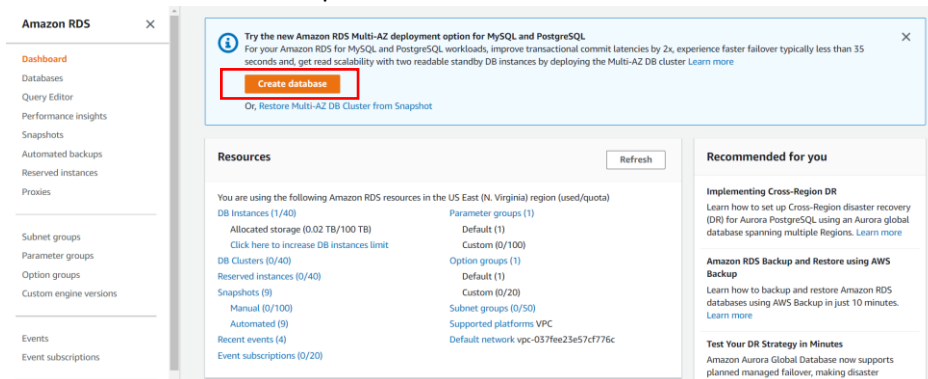 Amazon RDS
Dashboard
Databases
Query Editor
Performance insights
Snapshots
Automated backups
Reserved instances
Proxies
Subnet groups
Parameter groups
Option groups
Custom engine versions
Events
Event subscriptions
Try the new Amazon RDS Multi-AZ deployment option for MySQL and PostgreSQL
For your Amazon RDS for MySQL and PostgreSQL workloads, improve transactional commit latencies by 2x, experience faster failover typically less than 35
seconds and, get read scalability with two readable standby DB instances by deploying the Multi-AZ DB cluster Learn more
Create database
Or, Restore Multi-AZ DB Cluster from Snapshot
Resources
Refresh
You are using the following Amazon RDS resources in the US East (N. Virginia) region (used/quota)
DB Instances (1/40)
Allocated storage (0.02 TB/100 TB)
Click here to increase DB instances limit
DB Clusters (0/40)
Reserved instances (0/40)
Snapshots (9)
Manual (0/100)
Automated (9)
Recent events (4)
Event subscriptions (0/20)
Parameter groups (1)
Default (1)
Custom (0/100)
Option groups (1)
Default (1)
Custom (0/20)
Subnet groups (0/50)
Supported platforms VPC
Default network vpc-037fee23e57cf776c
Recommended for you
Implementing Cross-Region DR
Learn how to set up Cross-Region disaster recovery
(DR) for Aurora PostgreSQL using an Aurora global
database spanning multiple Regions. Learn more
Amazon RDS Backup and Restore using AWS
Backup
Learn how to backup and restore Amazon RDS
databases using AWS Backup in just 10 minutes.
Learn more
Test Your DR Strategy in Minutes
Amazon Aurora Global Database now supports
planned managed failover, making disaster